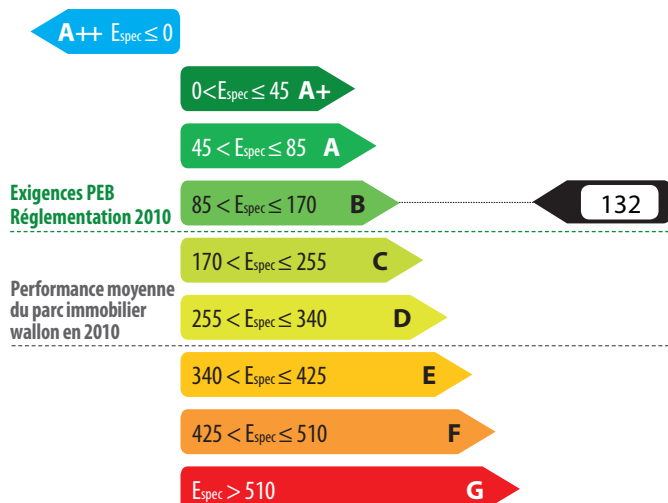 A++ Espec ≤ 0
0<Espec ≤ 45 A+
45 < Espec ≤ 85 A
Exigences PEB
Réglementation 2010
85 < Espec ≤ 170 B
132
170 < Espec ≤ 255 C
Performance moyenne
du parc immobilier
wallon en 2010
255 < Espec ≤ 340 D
340 < Espec ≤ 425 E
425 < Espec ≤ 510 F
Espec > 510 G